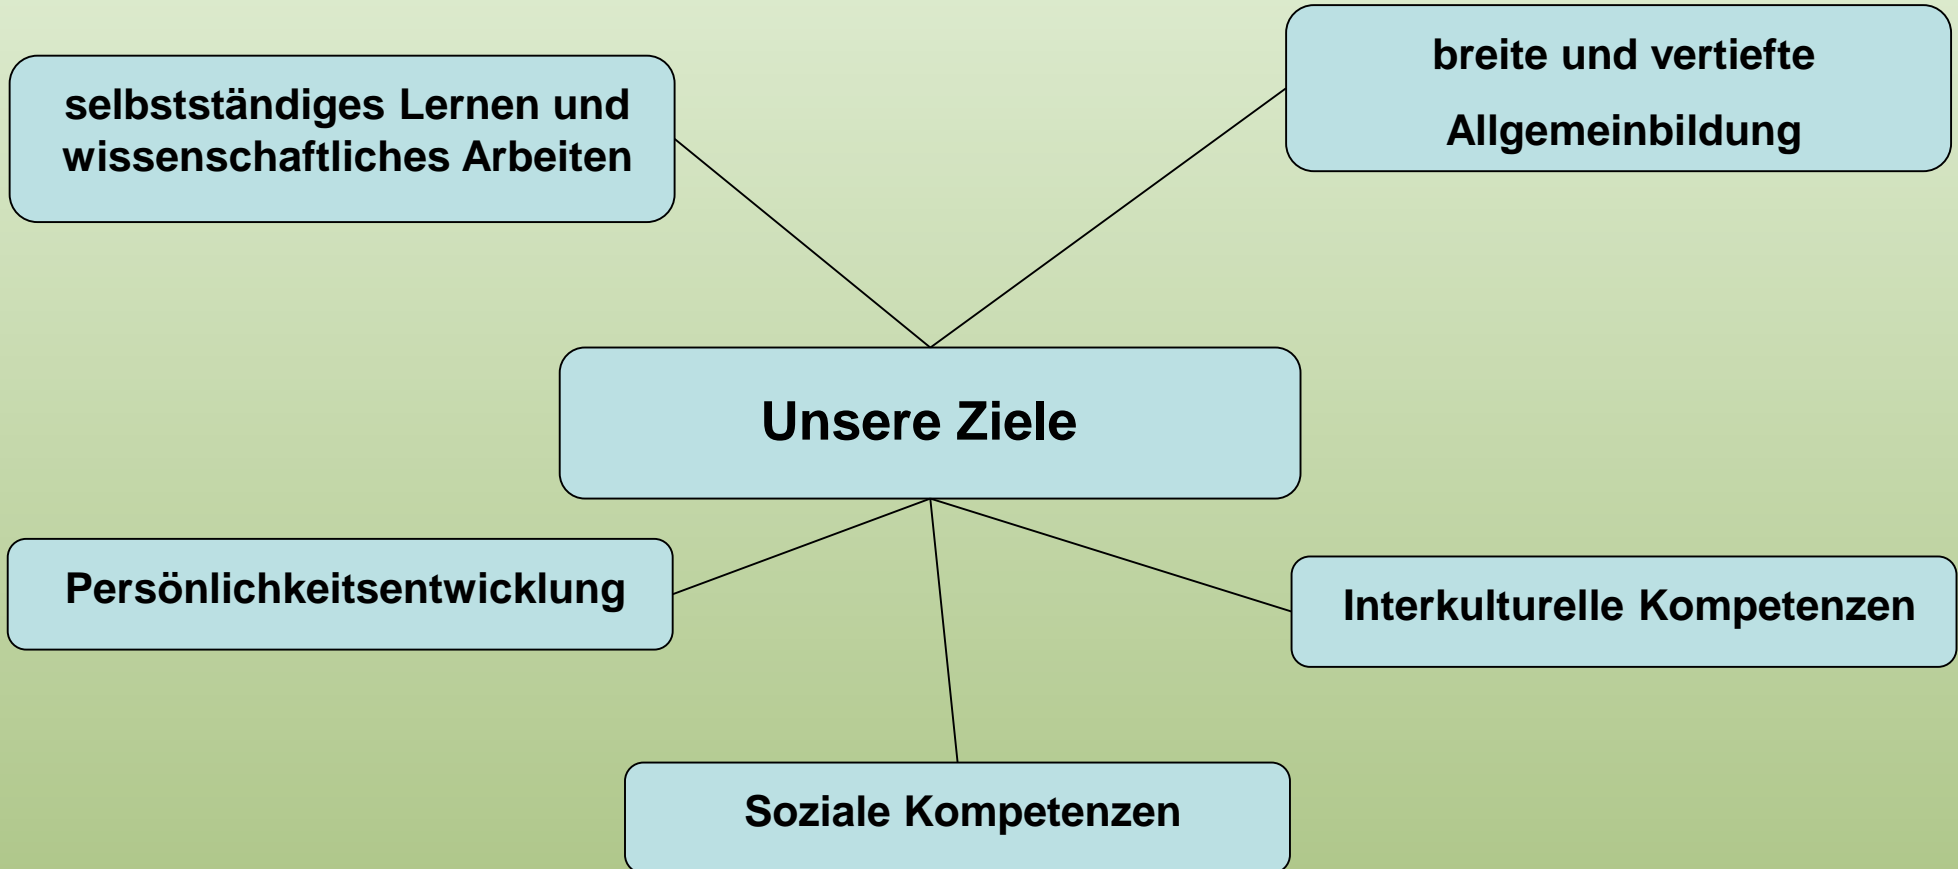 selbstständiges Lernen und
wissenschaftliches Arbeiten
breite und vertiefte
Allgemeinbildung
Unsere Ziele
Persönlichkeitsentwicklung
Interkulturelle Kompetenzen
Soziale Kompetenzen